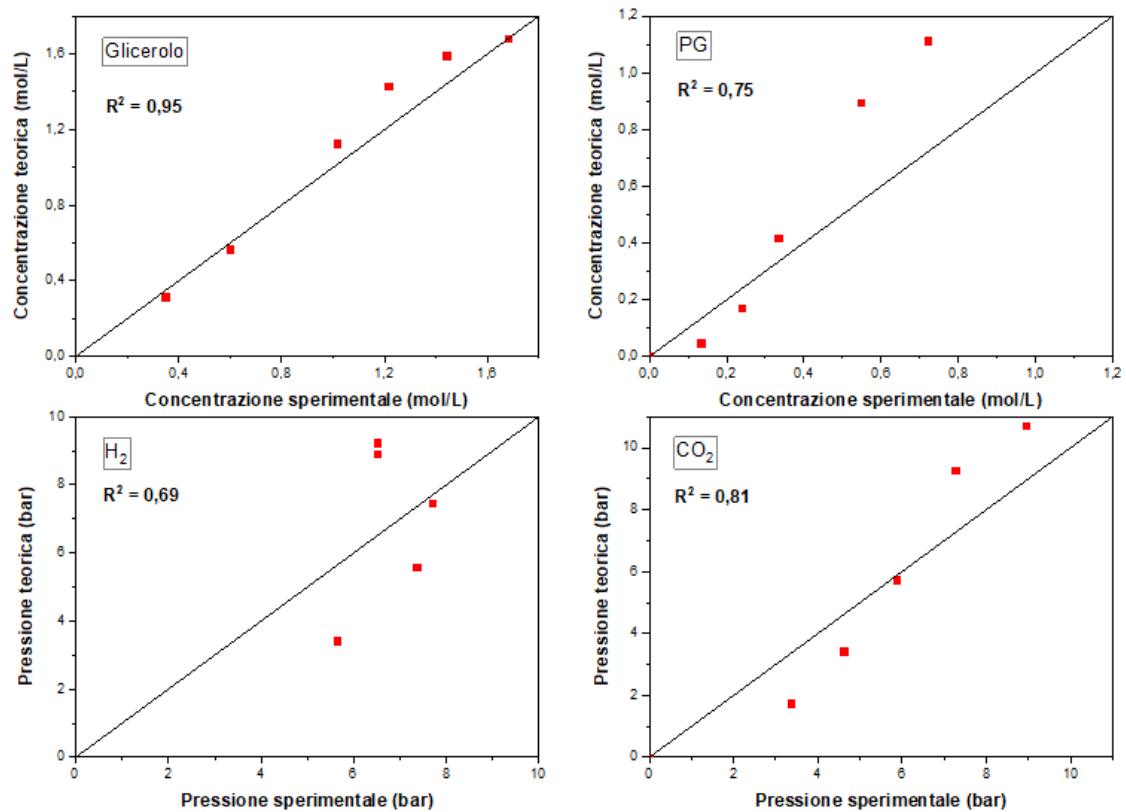 Glicerolo
R² = 0,95
Concentrazione teorica (mol/L)
1,6
1,2
0,8
0,4
0,0
0,0 0,4 0,8 1,2 1,6
Concentrazione sperimentale (mol/L)
PG
R² = 0,75
Concentrazione teorica (mol/L)
1,2
1,0
0,8
0,6
0,4
0,2
0,0
0,0 0,2 0,4 0,6 0,8 1,0 1,2
Concentrazione sperimentale (mol/L)
H₂
R² = 0,69
Pressione teorica (bar)
10
8
6
4
2
0
0 2 4 6 8 10
Pressione sperimentale (bar)
CO₂
R² = 0,81
Pressione teorica (bar)
10
8
6
4
2
0
0 2 4 6 8 10
Pressione sperimentale (bar)